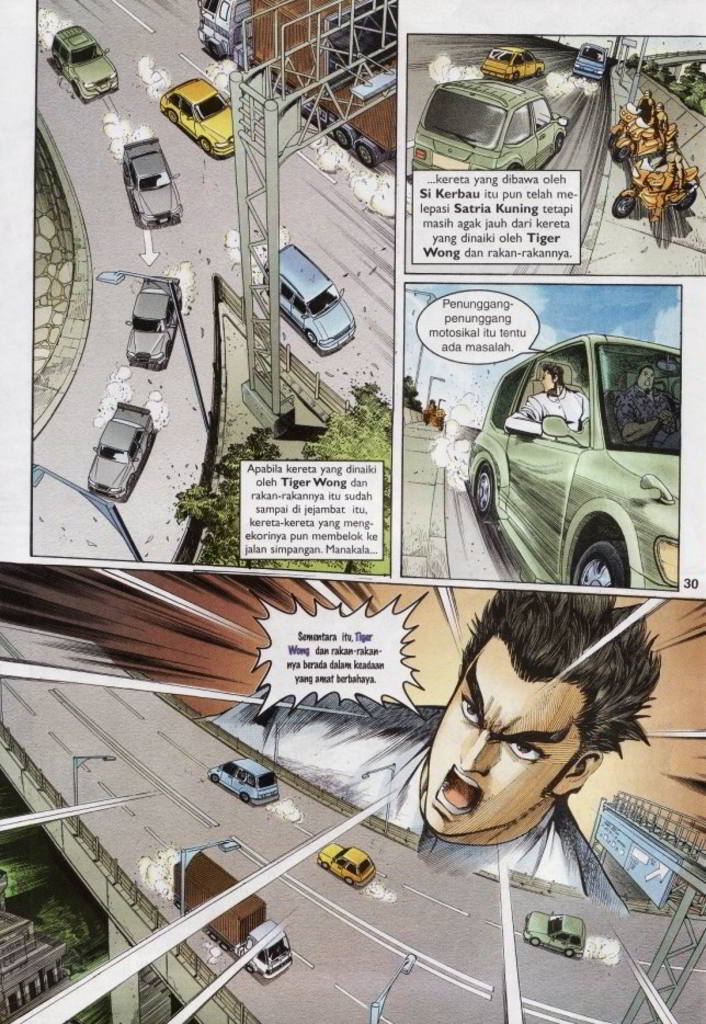 Apabila kereta yang dinaiki
oleh Tiger Wong dan
rakan-rakannya itu sudah
sampai di jejambat itu,
kereta-kereta yang meng-
ekorinya pun membelok ke
jalan simpangan. Manakala...
...kereta yang dibawa oleh
Si Kerbau itu pun telah me-
lepasi Satria Kuning tetapi
masih agak jauh dari kereta
yang dinaiki oleh Tiger
Wong dan rakan-rakannya.
Penunggang-
penunggang
motosikal itu tentu
ada masalah.
30
Sementara itu, Tiger
Wong dan rakan-rakan-
nya berada dalam keadaan
yang amat berbahaya.